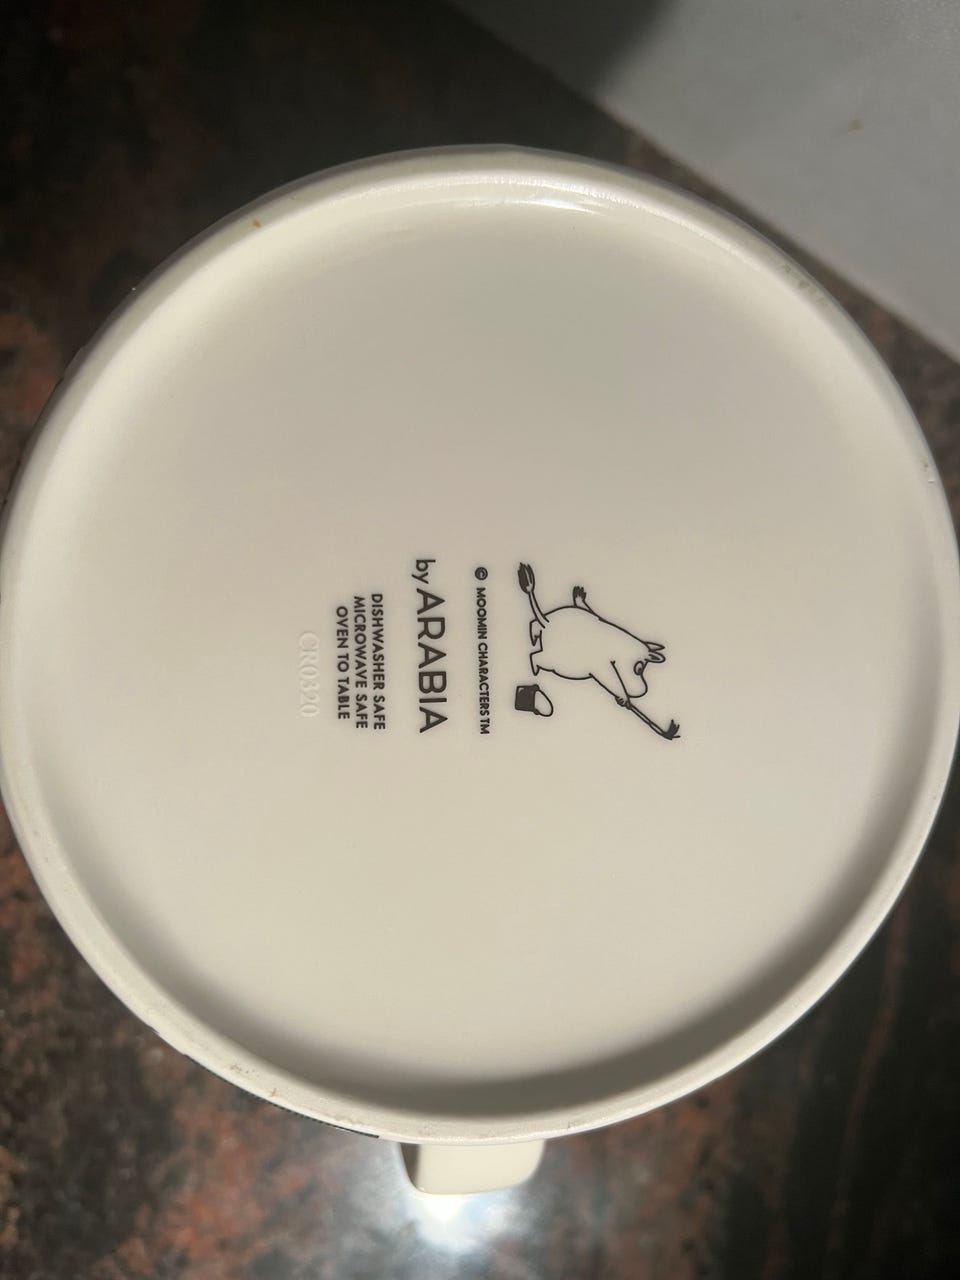 © MOOMIN CHARACTERS TM
by ARABIA
DISHWASHER SAFE
MICROWAVE SAFE
OVEN TO TABLE
CR0320